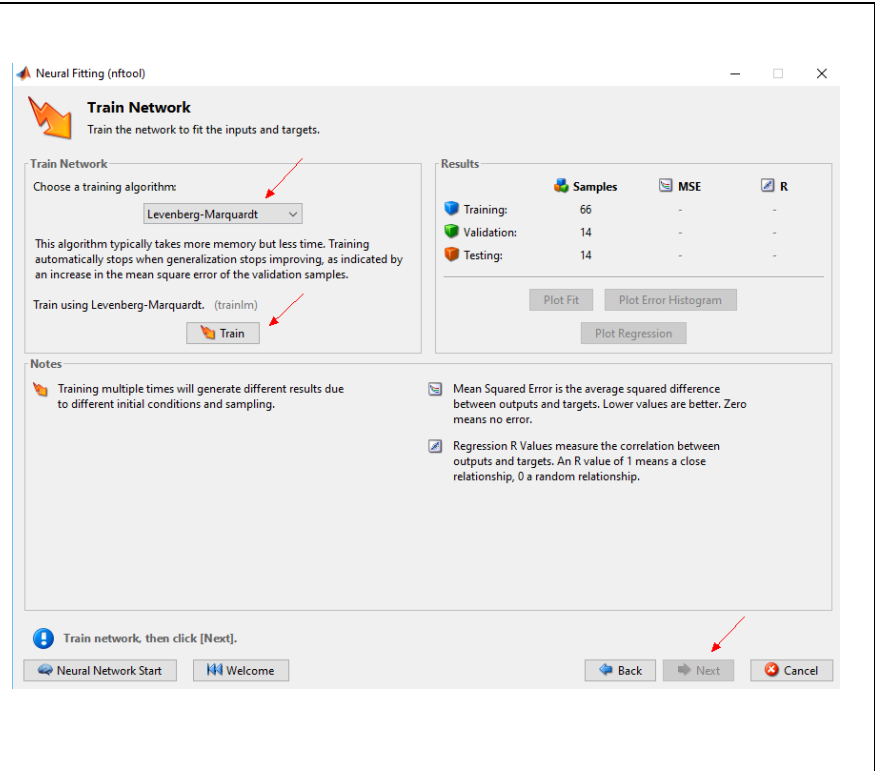 Neural Fitting (nftool)
Train Network
Train the network to fit the inputs and targets.
Train Network
Choose a training algorithm:
Levenberg-Marquardt
This algorithm typically takes more memory but less time. Training
automatically stops when generalization stops improving, as indicated by
an increase in the mean square error of the validation samples.
Train using Levenberg-Marquardt. (trainlm)
Train
Results
Samples MSE R
Training: 66 - -
Validation: 14 - -
Testing: 14 - -
Plot Fit Plot Error Histogram
Plot Regression
Notes
Training multiple times will generate different results due
to different initial conditions and sampling.
Mean Squared Error is the average squared difference
between outputs and targets. Lower values are better. Zero
means no error.
Regression R Values measure the correlation between
outputs and targets. An R value of 1 means a close
relationship, 0 a random relationship.
Train network, then click [Next].
Neural Network Start Welcome Back Next Cancel